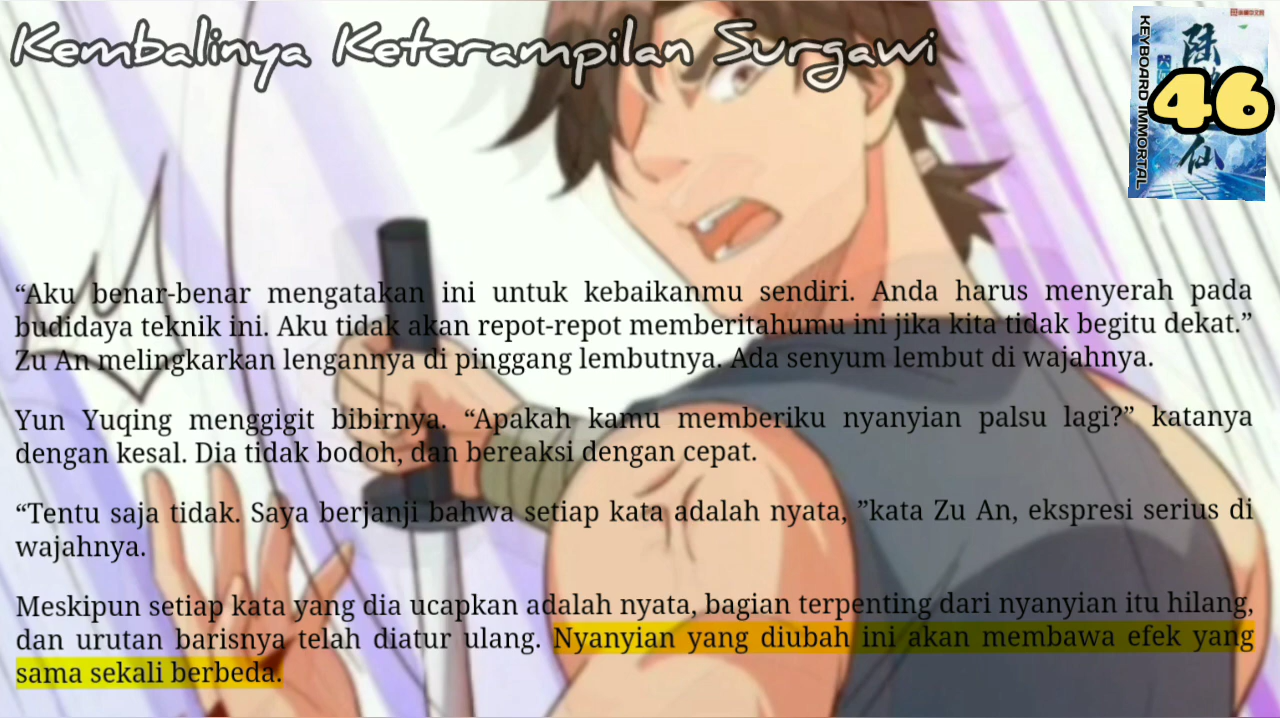 Kembalinya Keterampilan Surgawi
KEYBOARD IMMORTAL
46
“Aku benar-benar mengatakan ini untuk kebaikanmu sendiri. Anda harus menyerah pada
budidaya teknik ini. Aku tidak akan repot-repot memberitahumu ini jika kita tidak begitu dekat.”
Zu An melingkarkan lengannya di pinggang lembutnya. Ada senyum lembut di wajahnya.
Yun Yuqing menggigit bibirnya. “Apakah kamu memberiku nyanyian palsu lagi?” katanya
dengan kesal. Dia tidak bodoh, dan bereaksi dengan cepat.
“Tentu saja tidak. Saya berjanji bahwa setiap kata adalah nyata, ”kata Zu An, ekspresi serius di
wajahnya.
Meskipun setiap kata yang dia ucapkan adalah nyata, bagian terpenting dari nyanyian itu hilang,
dan urutan barisnya telah diatur ulang. Nyanyian yang diubah ini akan membawa efek yang
sama sekali berbeda.